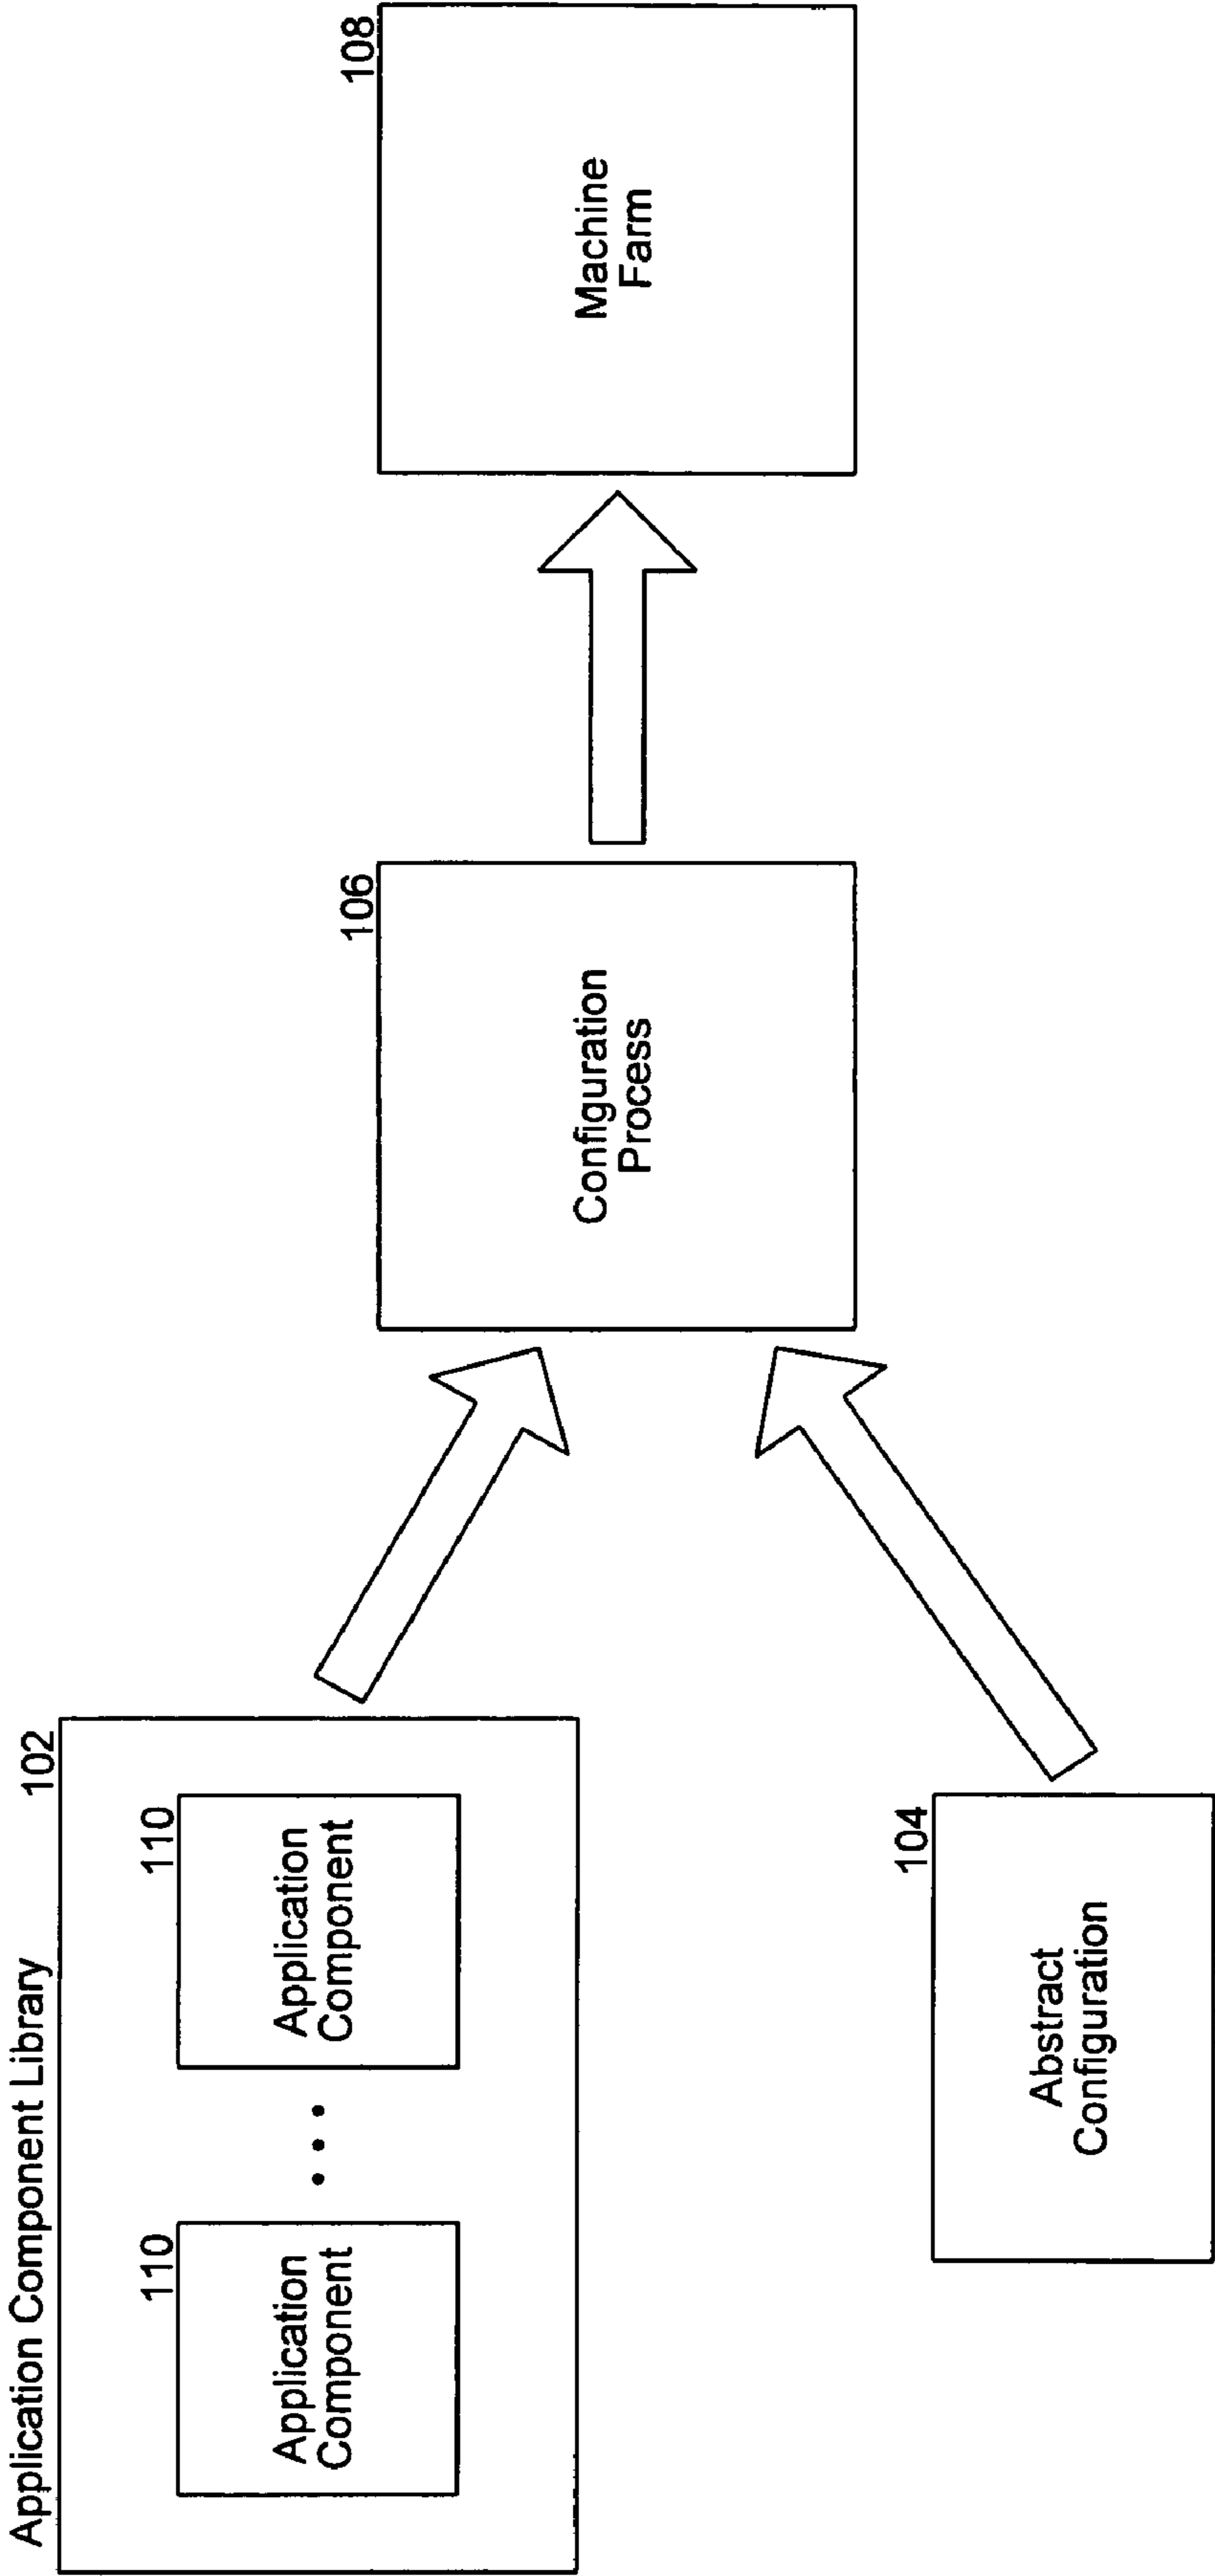 Application Component Library
102
110
Application
Component
. . .
110
Application
Component
104
Abstract
Configuration
106
Configuration
Process
108
Machine
Farm